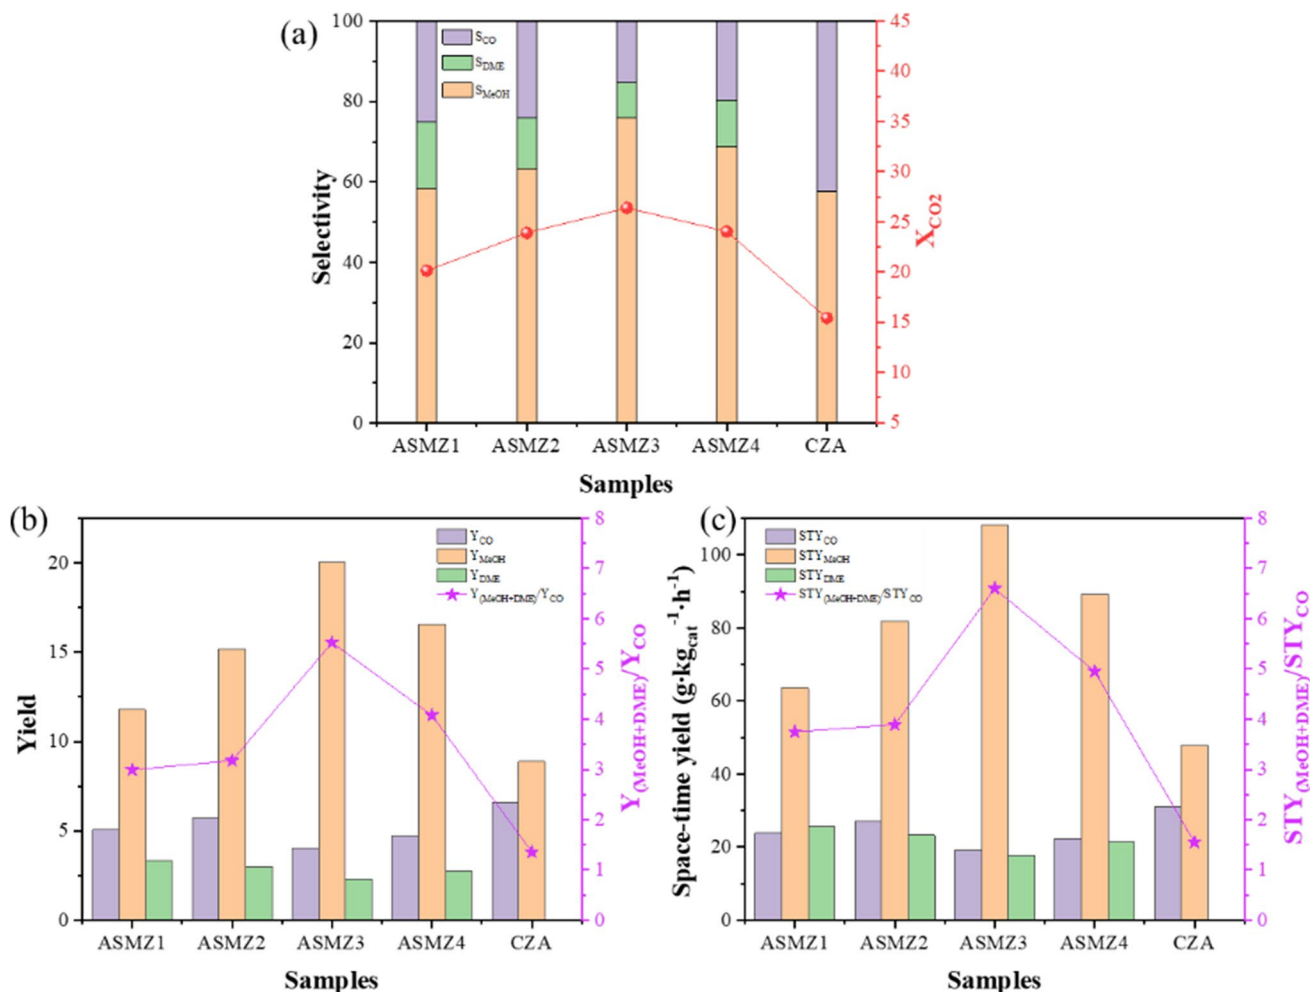 (a)
100
80
60
40
20
0
Selectivity
S_CO
S_DME
S_MeOH
45
40
35
30
25
20
15
10
5
X_CO2
ASMZ1 ASMZ2 ASMZ3 ASMZ4 CZA
Samples
(b)
20
15
10
5
0
Yield
Y_CO
Y_MeOH
Y_DME
Y_(MeOH+DME)/Y_CO
8
7
6
5
4
3
2
1
0
Y_(MeOH+DME)/Y_CO
ASMZ1 ASMZ2 ASMZ3 ASMZ4 CZA
Samples
(c)
100
80
60
40
20
0
Space-time yield (g·kg_cat^-1·h^-1)
STY_CO
STY_MeOH
STY_DME
STY_(MeOH+DME)/STY_CO
8
7
6
5
4
3
2
1
0
STY_(MeOH+DME)/STY_CO
ASMZ1 ASMZ2 ASMZ3 ASMZ4 CZA
Samples